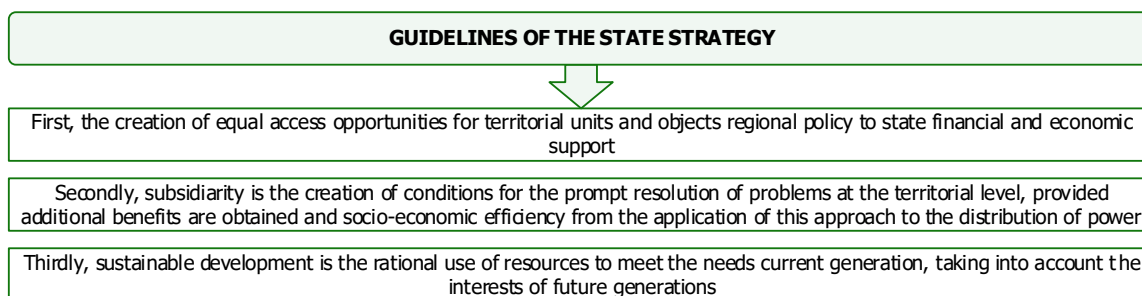 GUIDELINES OF THE STATE STRATEGY
First, the creation of equal access opportunities for territorial units and objects regional policy to state financial and economic
support
Secondly, subsidiarity is the creation of conditions for the prompt resolution of problems at the territorial level, provided
additional benefits are obtained and socio-economic efficiency from the application of this approach to the distribution of power
Thirdly, sustainable development is the rational use of resources to meet the needs current generation, taking into account the
interests of future generations